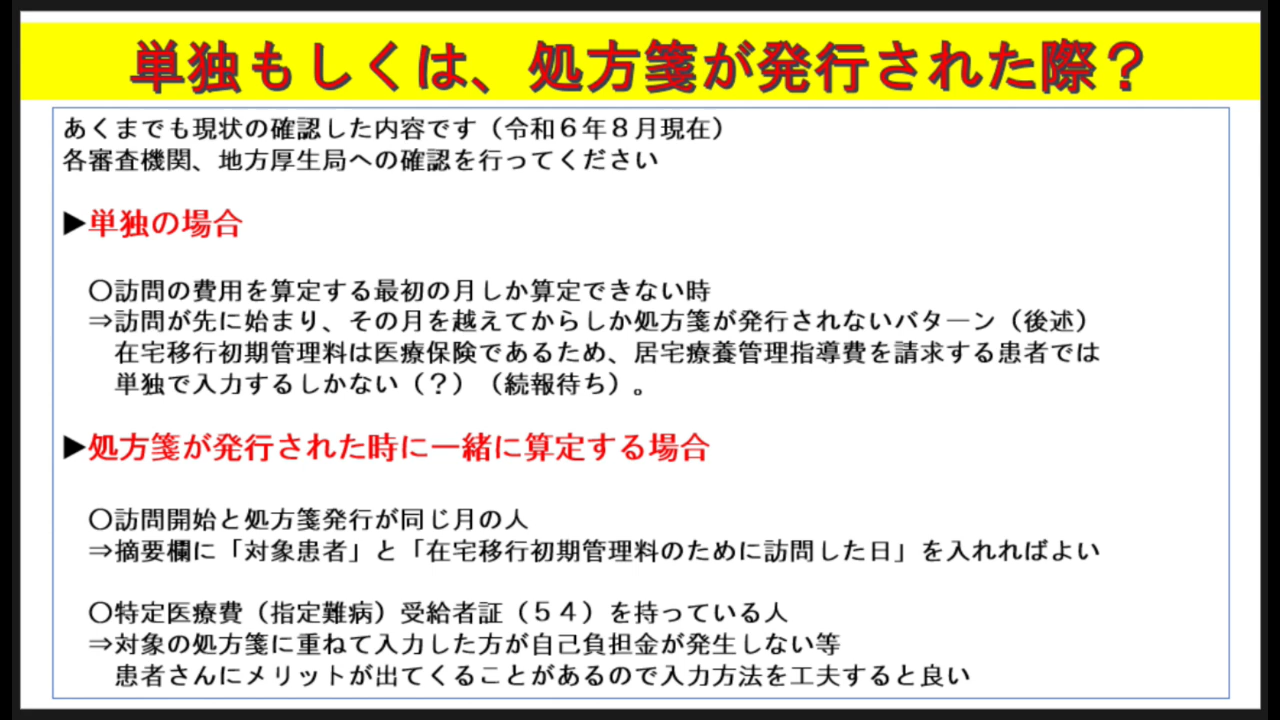 単独もしくは、処方箋が発行された際？
あくまでも現状の確認した内容です（令和６年８月現在）
各審査機関、地方厚生局への確認を行ってください
▶単独の場合
〇訪問の費用を算定する最初の月しか算定できない時
⇒訪問が先に始まり、その月を越えてからしか処方箋が発行されないパターン（後述）
在宅移行初期管理料は医療保険であるため、居宅療養管理指導費を請求する患者では
単独で入力するしかない（？）（続報待ち）。
▶処方箋が発行された時に一緒に算定する場合
〇訪問開始と処方箋発行が同じ月の人
⇒摘要欄に「対象患者」と「在宅移行初期管理料のために訪問した日」を入れればよい
〇特定医療費（指定難病）受給者証（５４）を持っている人
⇒対象の処方箋に重ねて入力した方が自己負担金が発生しない等
患者さんにメリットが出てくることがあるので入力方法を工夫すると良い